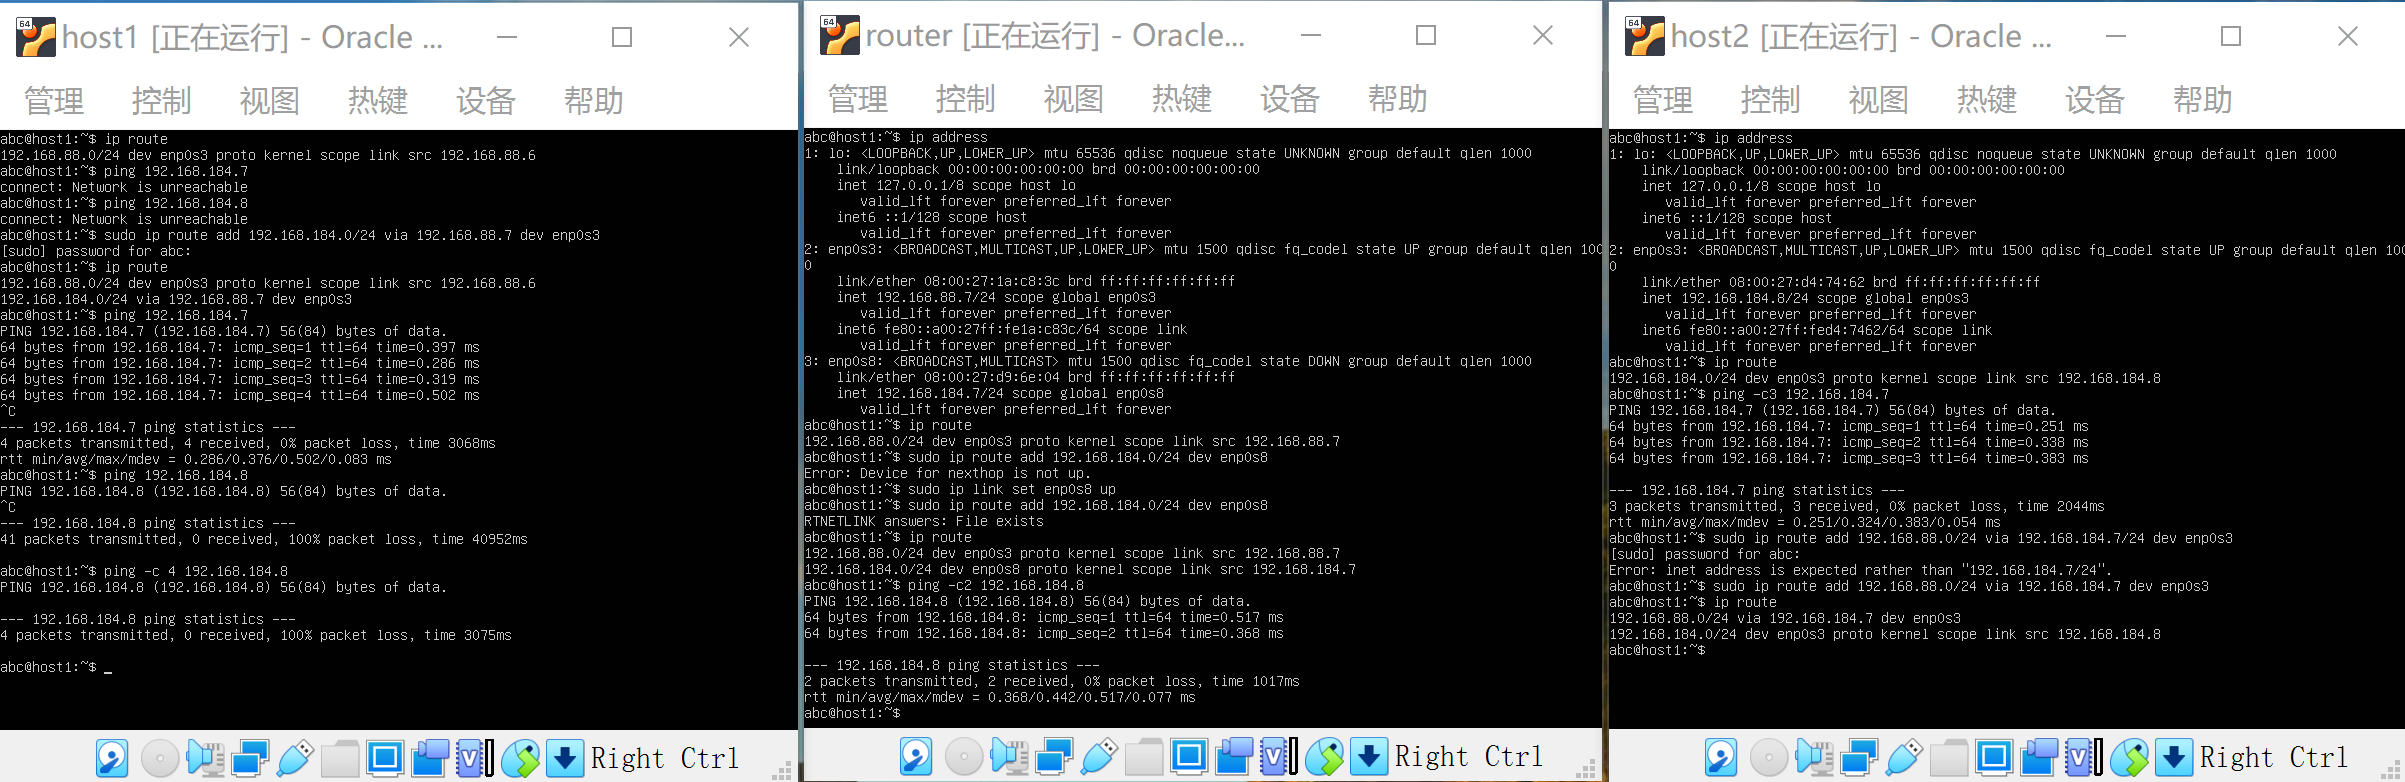 64
host1 [正在运行] - Oracle ...
管理 控制 视图 热键 设备 帮助
abc@host1:~$ ip route
192.168.88.0/24 dev enp0s3 proto kernel scope link src 192.168.88.6
abc@host1:~$ ping 192.168.184.7
connect: Network is unreachable
abc@host1:~$ ping 192.168.184.8
connect: Network is unreachable
abc@host1:~$ sudo ip route add 192.168.184.0/24 via 192.168.88.7 dev enp0s3
[sudo] password for abc:
abc@host1:~$ ip route
192.168.88.0/24 dev enp0s3 proto kernel scope link src 192.168.88.6
192.168.184.0/24 via 192.168.88.7 dev enp0s3
abc@host1:~$ ping 192.168.184.7
PING 192.168.184.7 (192.168.184.7) 56(84) bytes of data.
64 bytes from 192.168.184.7: icmp_seq=1 ttl=64 time=0.397 ms
64 bytes from 192.168.184.7: icmp_seq=2 ttl=64 time=0.286 ms
64 bytes from 192.168.184.7: icmp_seq=3 ttl=64 time=0.319 ms
64 bytes from 192.168.184.7: icmp_seq=4 ttl=64 time=0.502 ms
^C
--- 192.168.184.7 ping statistics ---
4 packets transmitted, 4 received, 0% packet loss, time 3068ms
rtt min/avg/max/mdev = 0.286/0.376/0.502/0.083 ms
abc@host1:~$ ping 192.168.184.8
PING 192.168.184.8 (192.168.184.8) 56(84) bytes of data.
^C
--- 192.168.184.8 ping statistics ---
41 packets transmitted, 0 received, 100% packet loss, time 40952ms
abc@host1:~$ ping -c 4 192.168.184.8
PING 192.168.184.8 (192.168.184.8) 56(84) bytes of data.
--- 192.168.184.8 ping statistics ---
4 packets transmitted, 0 received, 100% packet loss, time 3075ms
abc@host1:~$ _
Right Ctrl
64
router [正在运行] - Oracle...
管理 控制 视图 热键 设备 帮助
abc@host1:~$ ip address
1: lo: <LOOPBACK,UP,LOWER_UP> mtu 65536 qdisc noqueue state UNKNOWN group default qlen 1000
link/loopback 00:00:00:00:00:00 brd 00:00:00:00:00:00
inet 127.0.0.1/8 scope host lo
valid_lft forever preferred_lft forever
inet6 ::1/128 scope host
valid_lft forever preferred_lft forever
2: enp0s3: <BROADCAST,MULTICAST,UP,LOWER_UP> mtu 1500 qdisc fq_codel state UP group default qlen 100
0
link/ether 08:00:27:1a:c8:3c brd ff:ff:ff:ff:ff:ff
inet 192.168.88.7/24 scope global enp0s3
valid_lft forever preferred_lft forever
inet6 fe80::a00:27ff:fe1a:c83c/64 scope link
valid_lft forever preferred_lft forever
3: enp0s8: <BROADCAST,MULTICAST> mtu 1500 qdisc fq_codel state DOWN group default qlen 1000
link/ether 08:00:27:d9:6e:04 brd ff:ff:ff:ff:ff:ff
inet 192.168.184.7/24 scope global enp0s8
valid_lft forever preferred_lft forever
abc@host1:~$ ip route
192.168.88.0/24 dev enp0s3 proto kernel scope link src 192.168.88.7
abc@host1:~$ sudo ip route add 192.168.184.0/24 dev enp0s8
Error: Device for nexthop is not up.
abc@host1:~$ sudo ip link set enp0s8 up
abc@host1:~$ sudo ip route add 192.168.184.0/24 dev enp0s8
RTNETLINK answers: File exists
abc@host1:~$ ip route
192.168.88.0/24 dev enp0s3 proto kernel scope link src 192.168.88.7
192.168.184.0/24 dev enp0s8 proto kernel scope link src 192.168.184.7
abc@host1:~$ ping -c2 192.168.184.8
PING 192.168.184.8 (192.168.184.8) 56(84) bytes of data.
64 bytes from 192.168.184.8: icmp_seq=1 ttl=64 time=0.517 ms
64 bytes from 192.168.184.8: icmp_seq=2 ttl=64 time=0.368 ms
--- 192.168.184.8 ping statistics ---
2 packets transmitted, 2 received, 0% packet loss, time 1017ms
rtt min/avg/max/mdev = 0.368/0.442/0.517/0.077 ms
abc@host1:~$
Right Ctrl
64
host2 [正在运行] - Oracle ...
管理 控制 视图 热键 设备 帮助
abc@host1:~$ ip address
1: lo: <LOOPBACK,UP,LOWER_UP> mtu 65536 qdisc noqueue state UNKNOWN group default qlen 1000
link/loopback 00:00:00:00:00:00 brd 00:00:00:00:00:00
inet 127.0.0.1/8 scope host lo
valid_lft forever preferred_lft forever
inet6 ::1/128 scope host
valid_lft forever preferred_lft forever
2: enp0s3: <BROADCAST,MULTICAST,UP,LOWER_UP> mtu 1500 qdisc fq_codel state UP group default qlen 100
0
link/ether 08:00:27:d4:74:62 brd ff:ff:ff:ff:ff:ff
inet 192.168.184.8/24 scope global enp0s3
valid_lft forever preferred_lft forever
inet6 fe80::a00:27ff:fed4:7462/64 scope link
valid_lft forever preferred_lft forever
abc@host1:~$ ip route
192.168.184.0/24 dev enp0s3 proto kernel scope link src 192.168.184.8
abc@host1:~$ ping -c3 192.168.184.7
PING 192.168.184.7 (192.168.184.7) 56(84) bytes of data.
64 bytes from 192.168.184.7: icmp_seq=1 ttl=64 time=0.251 ms
64 bytes from 192.168.184.7: icmp_seq=2 ttl=64 time=0.338 ms
64 bytes from 192.168.184.7: icmp_seq=3 ttl=64 time=0.383 ms
--- 192.168.184.7 ping statistics ---
3 packets transmitted, 3 received, 0% packet loss, time 2044ms
rtt min/avg/max/mdev = 0.251/0.324/0.383/0.054 ms
abc@host1:~$ sudo ip route add 192.168.88.0/24 via 192.168.184.7/24 dev enp0s3
[sudo] password for abc:
Error: inet address is expected rather than "192.168.184.7/24".
abc@host1:~$ sudo ip route add 192.168.88.0/24 via 192.168.184.7 dev enp0s3
abc@host1:~$ ip route
192.168.88.0/24 via 192.168.184.7 dev enp0s3
192.168.184.0/24 dev enp0s3 proto kernel scope link src 192.168.184.8
abc@host1:~$
Right Ctrl